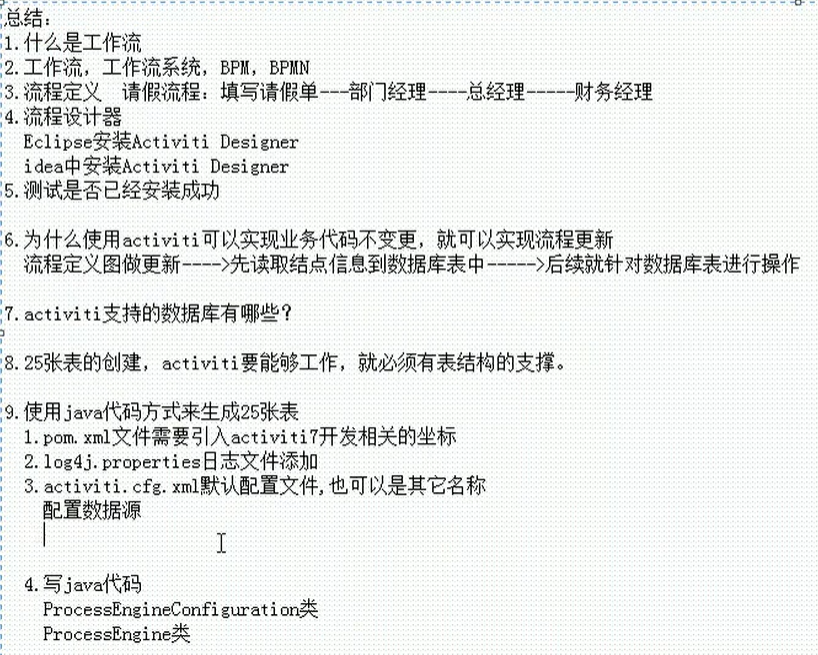 总结：
1.什么是工作流
2.工作流，工作流系统，BPM，BPMN
3.流程定义  请假流程：填写请假单---部门经理----总经理-----财务经理
4.流程设计器
Eclipse安装Activiti Designer
idea中安装Activiti Designer
5.测试是否已经安装成功
6.为什么使用activiti可以实现业务代码不变更，就可以实现流程更新
流程定义图做更新---->先读取结点信息到数据库表中----->后续就针对数据库表进行操作
7.activiti支持的数据库有哪些？
8.25张表的创建，activiti要能够工作，就必须有表结构的支撑。
9.使用java代码方式来生成25张表
1.pom.xml文件需要引入activiti7开发相关的坐标
2.log4j.properties日志文件添加
3.activiti.cfg.xml默认配置文件,也可以是其它名称
配置数据源
4.写java代码
ProcessEngineConfiguration类
ProcessEngine类